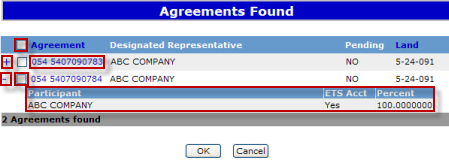 Agreements Found
Agreement Designated Representative Pending Land
+ 054 5407090783 ABC COMPANY NO 5-24-091
- 054 5407090784 ABC COMPANY NO 5-24-091
Participant ETS Acct Percent
ABC COMPANY Yes 100.0000000
2 Agreements found
OK Cancel